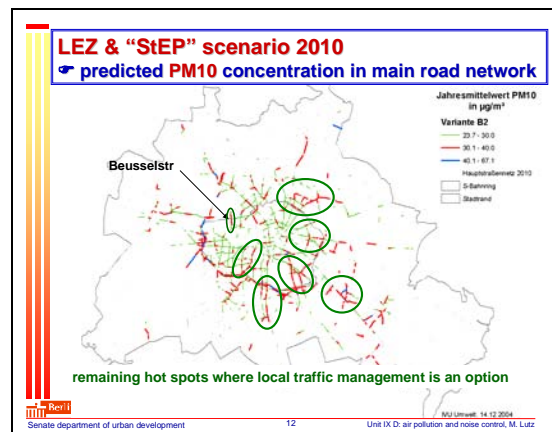 LEZ & “StEP” scenario 2010
☛ predicted PM10 concentration in main road network
Jahresmittelwert PM10
in µg/m³
Variante B2
23.7 - 30.0
30.1 - 40.0
40.1 - 67.1
Hauptstraßennetz 2010
S-Bahnring
Stadtrand
Beusselstr
remaining hot spots where local traffic management is an option
IVU Umwelt 14.12.2004
Berlin
Senate department of urban development
12
Unit IX D: air pollution and noise control, M. Lutz